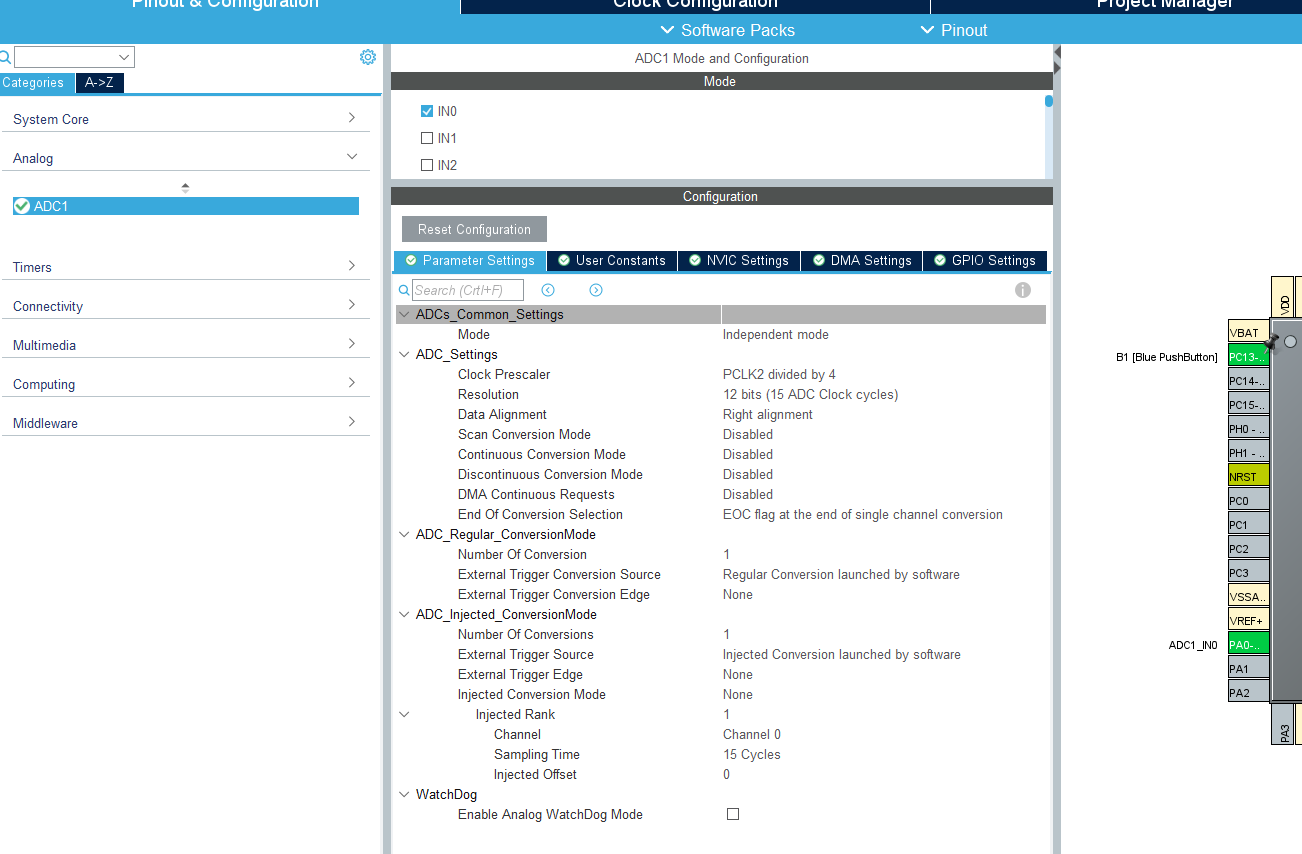 Pinout & Configuration
Clock Configuration
Project Manager
Software Packs
Pinout
Categories
A->Z
System Core
Analog
ADC1
Timers
Connectivity
Multimedia
Computing
Middleware
ADC1 Mode and Configuration
Mode
IN0
IN1
IN2
Configuration
Reset Configuration
Parameter Settings
User Constants
NVIC Settings
DMA Settings
GPIO Settings
Search (Crtl+F)
ADCs_Common_Settings
Mode Independent mode
ADC_Settings
Clock Prescaler PCLK2 divided by 4
Resolution 12 bits (15 ADC Clock cycles)
Data Alignment Right alignment
Scan Conversion Mode Disabled
Continuous Conversion Mode Disabled
Discontinuous Conversion Mode Disabled
DMA Continuous Requests Disabled
End Of Conversion Selection EOC flag at the end of single channel conversion
ADC_Regular_ConversionMode
Number Of Conversion 1
External Trigger Conversion Source Regular Conversion launched by software
External Trigger Conversion Edge None
ADC_Injected_ConversionMode
Number Of Conversions 1
External Trigger Source Injected Conversion launched by software
External Trigger Edge None
Injected Conversion Mode None
Injected Rank 1
Channel Channel 0
Sampling Time 15 Cycles
Injected Offset 0
WatchDog
Enable Analog WatchDog Mode
VDD
VBAT
B1 [Blue PushButton] PC13-..
PC14-..
PC15-..
PH0 - ..
PH1 - ..
NRST
PC0
PC1
PC2
PC3
VSSA..
VREF+
ADC1_IN0 PA0-..
PA1
PA2
PA3